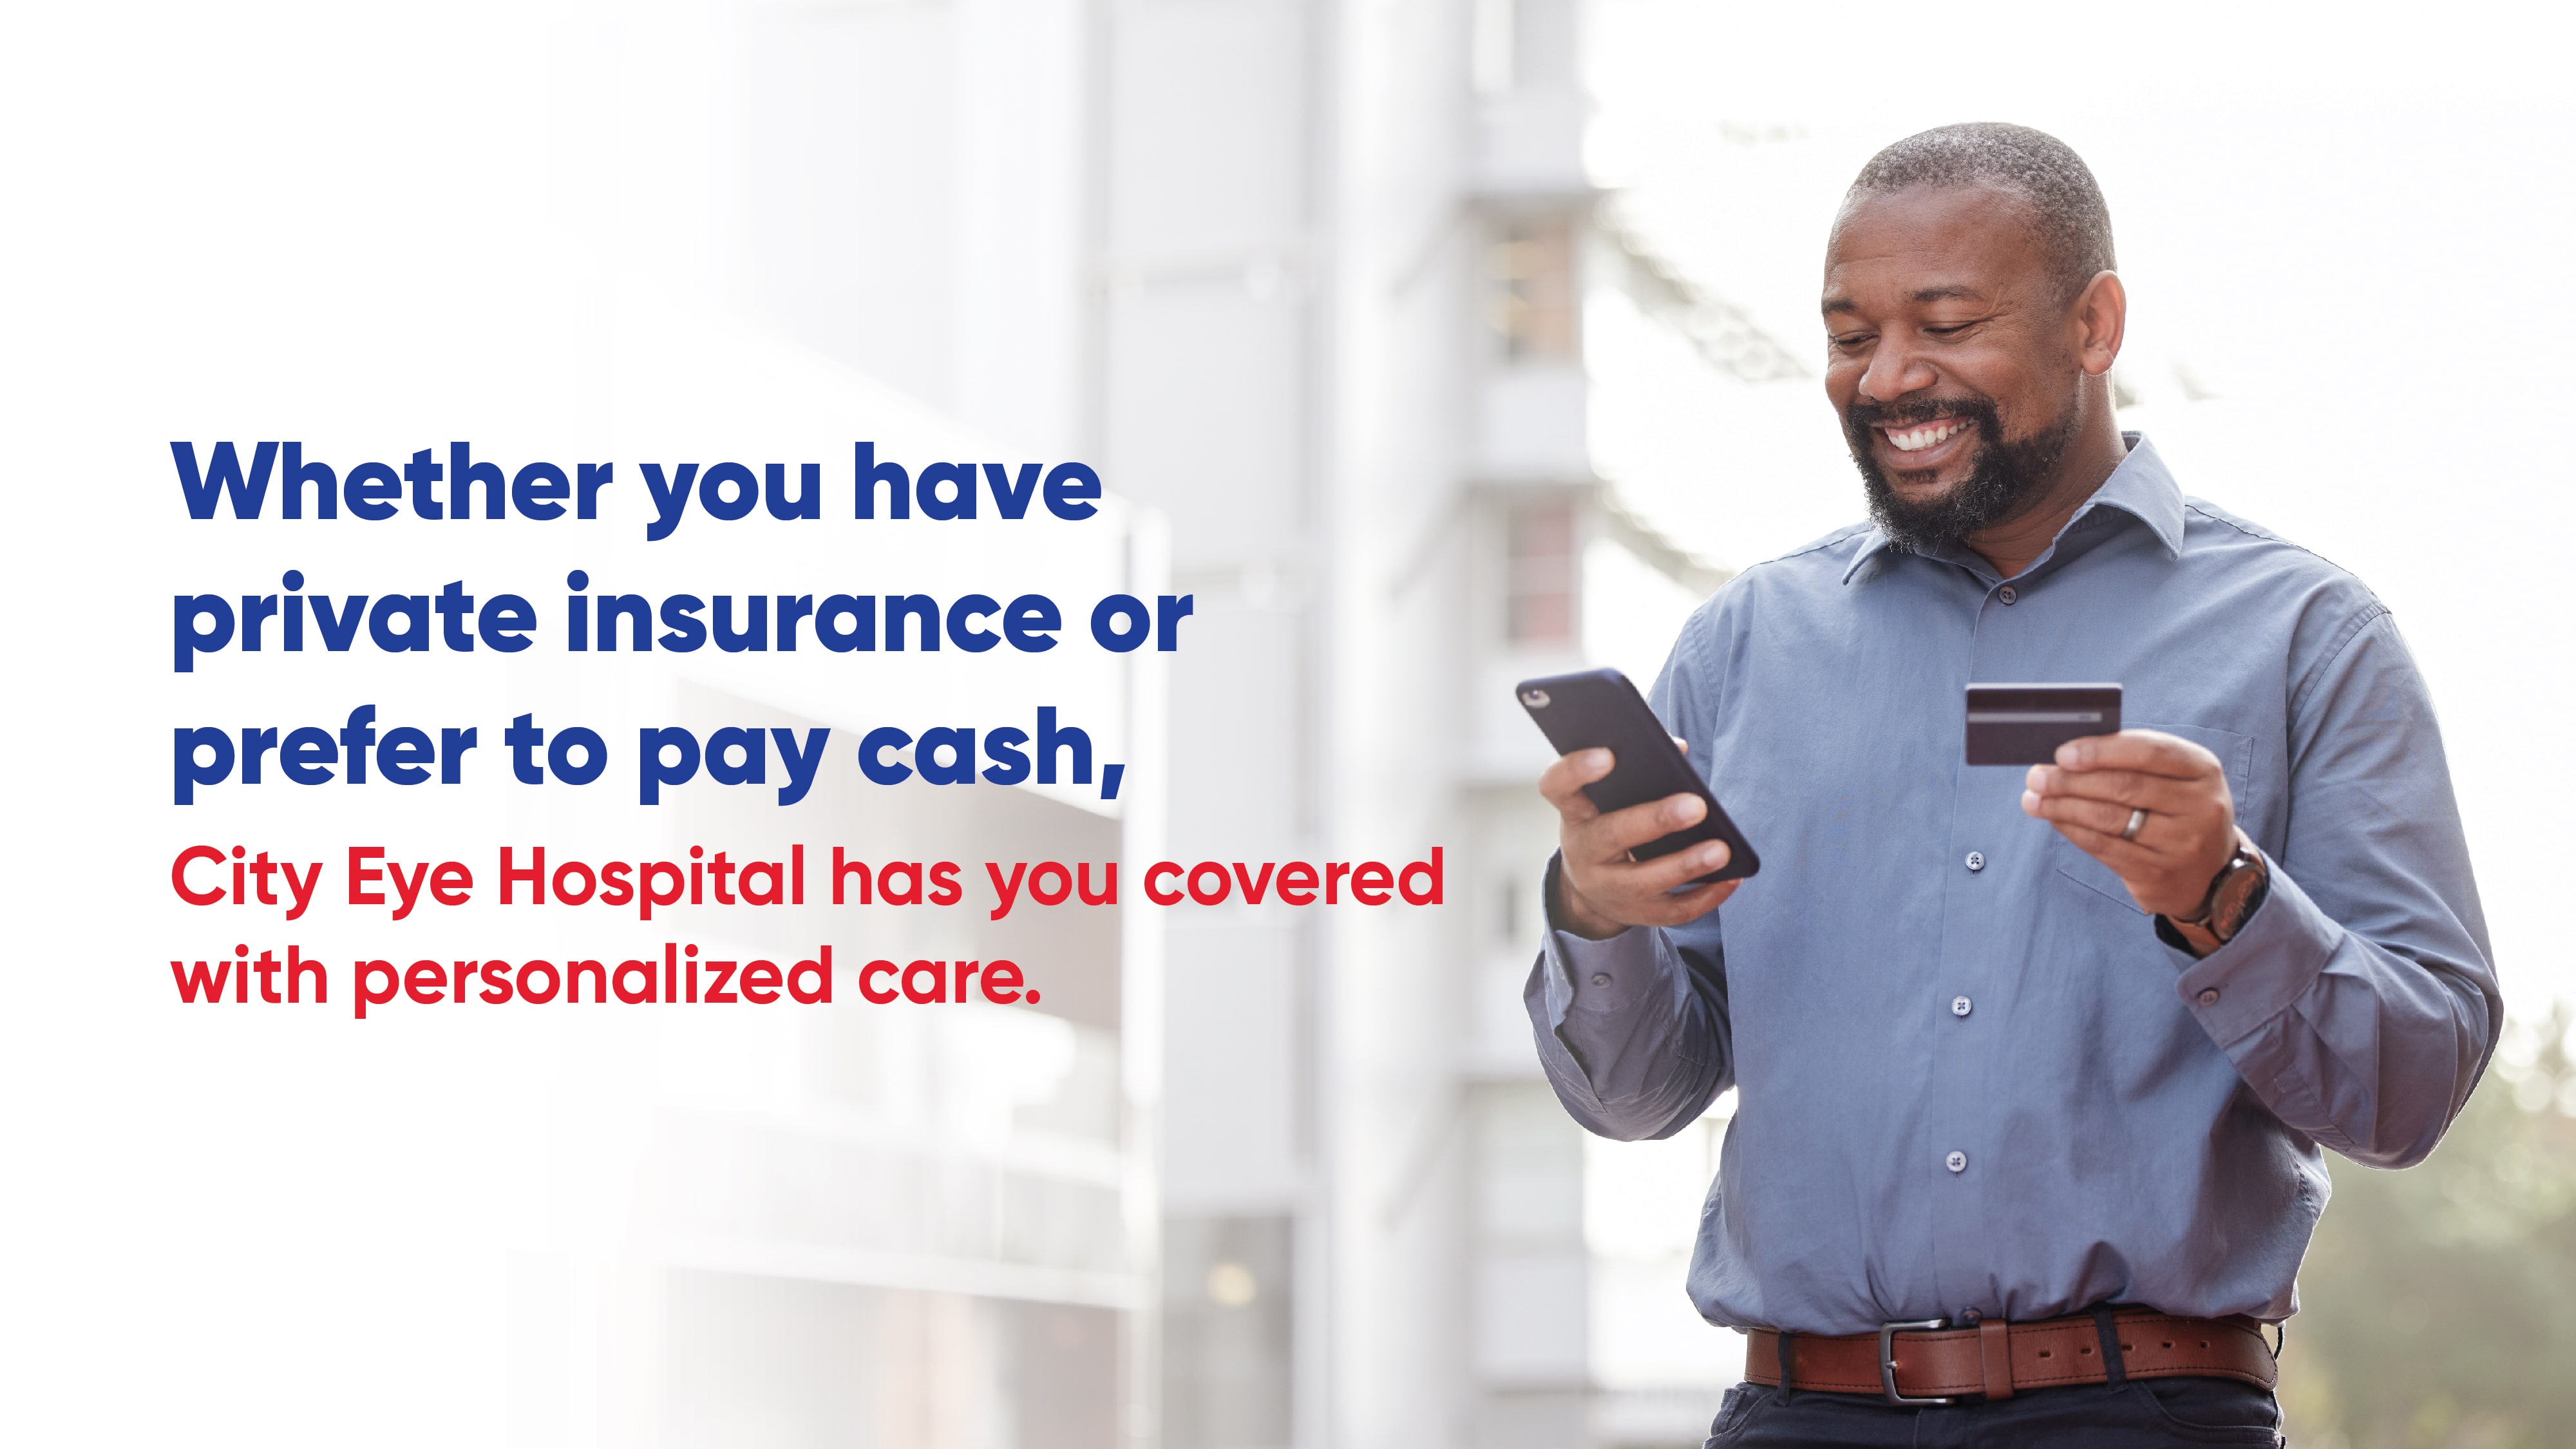 Whether you have
private insurance or
prefer to pay cash,
City Eye Hospital has you covered
with personalized care.